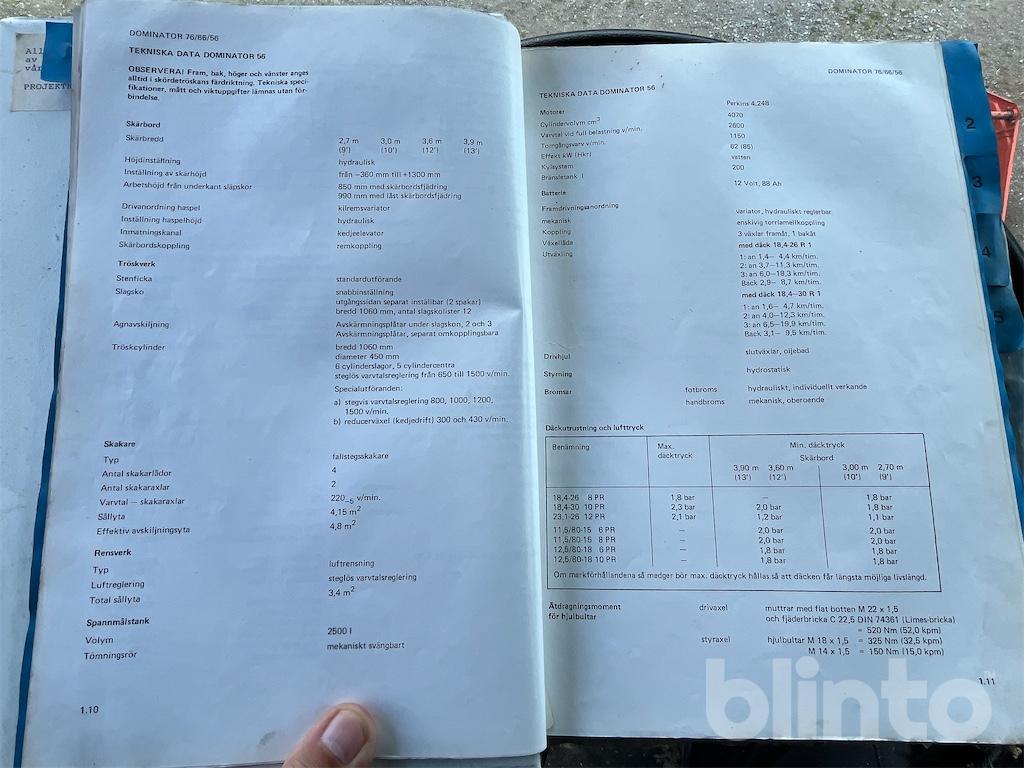 All
av
vår
PROJEKTN
DOMINATOR 76/66/56
TEKNISKA DATA DOMINATOR 56
OBSERVERA! Fram, bak, höger och vänster anges
alltid i skördetröskans färdriktning. Tekniska speci-
fikationer, mått och viktuppgifter lämnas utan för-
bindelse.
Skärbord
Skärbredd 2,7 m 3,0 m 3,6 m 3,9 m
(9') (10') (12') (13')
Höjdinställning hydraulisk
Inställning av skärhöjd från −360 mm till +1300 mm
Arbetshöjd från underkant släpskor 850 mm med skärbordsfjädring
990 mm med låst skärbordsfjädring
Drivanordning haspel kilremsvariator
Inställning haspelhöjd hydraulisk
Inmatningskanal kedjeelevator
Skärbordskoppling remkoppling
Tröskverk
Stenficka standardutförande
Slagsko snabbinställning
utgångssidan separat inställbar (2 spakar)
bredd 1060 mm, antal slagskolister 12
Agnavskiljning Avskärmningsplåtar under slagskon, 2 och 3
Avskärmningsplåtar, separat omkopplingsbara
Tröskcylinder bredd 1060 mm
diameter 450 mm
6 cylinderslagor, 5 cylindercentra
steglös varvtalsreglering från 650 till 1500 v/min.
Specialutföranden:
a) stegvis varvtalsreglering 800, 1000, 1200,
1500 v/min.
b) reducerväxel (kedjedrift) 300 och 430 v/min.
Skakare
Typ fallstegsskakare
Antal skakarlådor 4
Antal skakaraxlar 2
Varvtal — skakaraxlar 220₋₅ v/min.
Sållyta 4,15 m²
Effektiv avskiljningsyta 4,8 m²
Rensverk
Typ luftrensning
Luftreglering steglös varvtalsreglering
Total sållyta 3,4 m²
Spannmålstank
Volym 2500 l
Tömningsrör mekaniskt svängbart
1.10
DOMINATOR 76/66/56
TEKNISKA DATA DOMINATOR 56
Motorer Perkins 4.248
Cylindervolym cm³ 4070
Varvtal vid full belastning v/min. 2600
Tomgångsvarv v/min. 1150
Effekt kW (Hkr) 62 (85)
Kylsystem vatten
Bränsletank l 200
Batterie 12 Volt, 88 Ah
Framdrivningsanordning
mekanisk variator, hydrauliskt reglerbar
Koppling enskivig torrlamellkoppling
Växellåda 3 växlar framåt, 1 bakåt
Utväxling med däck 18,4-26 R 1
1: an 1,4— 4,4 km/tim.
2: an 3,7—11,3 km/tim.
3: an 6,0—18,3 km/tim.
Back 2,9— 8,7 km/tim.
med däck 18,4—30 R 1
1: an 1,6— 4,7 km/tim.
2: an 4,0—12,3 km/tim.
3: an 6,5—19,9 km/tim.
Back 3,1— 9,5 km/tim.
Drivhjul slutväxlar, oljebad
Styrning hydrostatisk
Bromsar fotbroms hydrauliskt, individuellt verkande
handbroms mekanisk, oberoende
Däckutrustning och lufttryck
Benämning Max. däcktryck Min. däcktryck
Skärbord
3,90 m 3,60 m 3,00 m 2,70 m
(13') (12') (10') (9')
18,4-26 8 PR 1,8 bar — 1,8 bar
18,4-30 10 PR 2,3 bar 2,0 bar 1,8 bar
23,1-26 12 PR 2,1 bar 1,2 bar 1,1 bar
11,5/80-15 6 PR — 2,0 bar 2,0 bar
11,5/80-15 8 PR — 2,0 bar 2,0 bar
12,5/80-18 6 PR — 1,8 bar 1,8 bar
12,5/80-18 10 PR — 1,8 bar 1,8 bar
Om markförhållandena så medger bör max. däcktryck hållas så att däcken får längsta möjliga livslängd.
Åtdragningsmoment drivaxel muttrar med flat botten M 22 x 1,5
för hjulbultar och fjäderbricka C 22,5 DIN 74361 (Limes-bricka)
= 520 Nm (52,0 kpm)
styraxel hjulbultar M 18 x 1,5 = 325 Nm (32,5 kpm)
M 14 x 1,5 = 150 Nm (15,0 kpm)
1.11
2
3
4
5
blinto